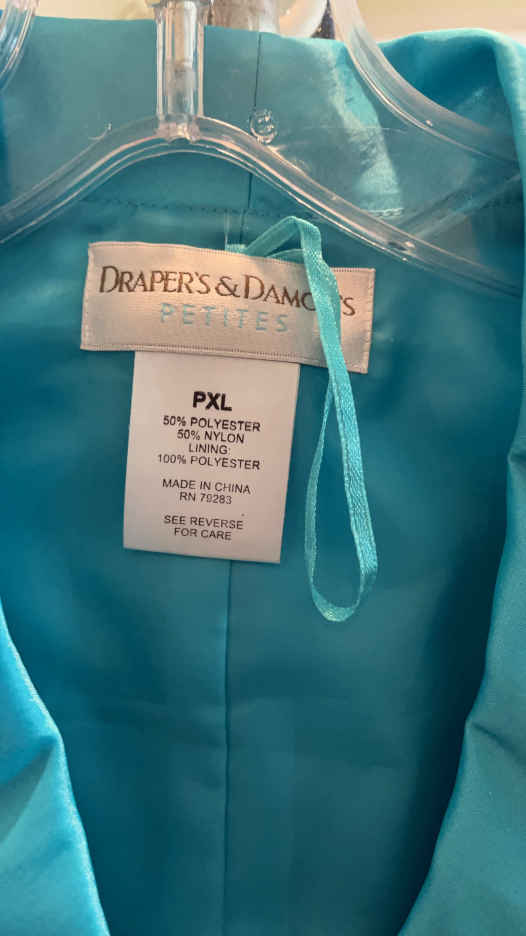 DRAPER'S & DAMON'S
PETITES
PXL
50% POLYESTER
50% NYLON
LINING:
100% POLYESTER
MADE IN CHINA
RN 79283
SEE REVERSE
FOR CARE